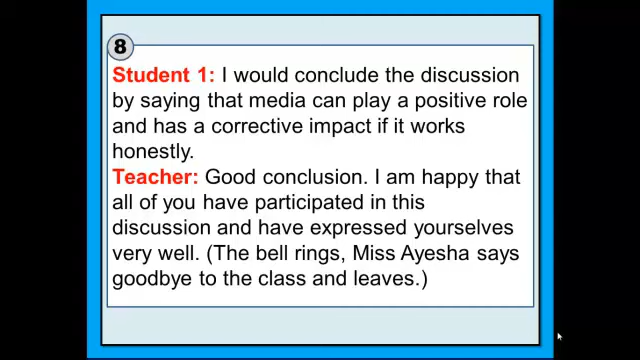 8
Student 1: I would conclude the discussion
by saying that media can play a positive role
and has a corrective impact if it works
honestly.
Teacher: Good conclusion. I am happy that
all of you have participated in this
discussion and have expressed yourselves
very well. (The bell rings, Miss Ayesha says
goodbye to the class and leaves.)